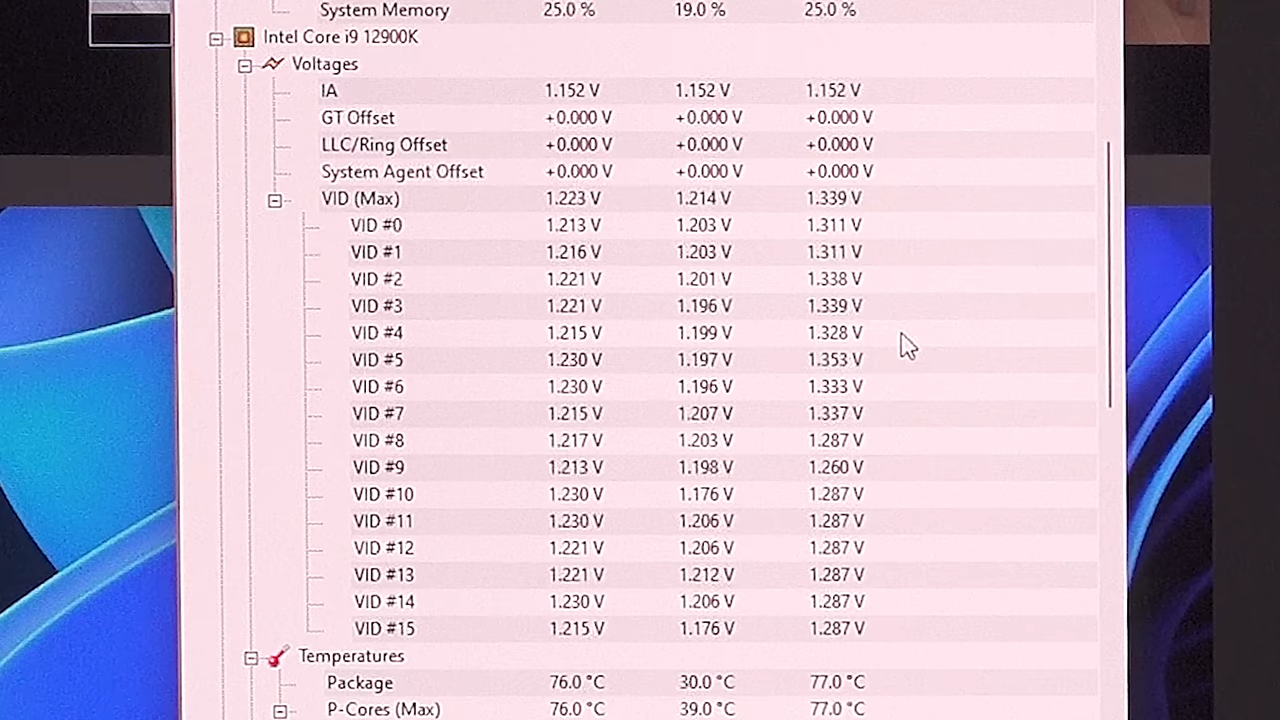 System Memory 25.0 % 19.0 % 25.0 %
Intel Core i9 12900K
Voltages
IA 1.152 V 1.152 V 1.152 V
GT Offset +0.000 V +0.000 V +0.000 V
LLC/Ring Offset +0.000 V +0.000 V +0.000 V
System Agent Offset +0.000 V +0.000 V +0.000 V
VID (Max) 1.223 V 1.214 V 1.339 V
VID #0 1.213 V 1.203 V 1.311 V
VID #1 1.216 V 1.203 V 1.311 V
VID #2 1.221 V 1.201 V 1.338 V
VID #3 1.221 V 1.196 V 1.339 V
VID #4 1.215 V 1.199 V 1.328 V
VID #5 1.230 V 1.197 V 1.353 V
VID #6 1.230 V 1.196 V 1.333 V
VID #7 1.215 V 1.207 V 1.337 V
VID #8 1.217 V 1.203 V 1.287 V
VID #9 1.213 V 1.198 V 1.260 V
VID #10 1.230 V 1.176 V 1.287 V
VID #11 1.230 V 1.206 V 1.287 V
VID #12 1.221 V 1.206 V 1.287 V
VID #13 1.221 V 1.212 V 1.287 V
VID #14 1.230 V 1.206 V 1.287 V
VID #15 1.215 V 1.176 V 1.287 V
Temperatures
Package 76.0 °C 30.0 °C 77.0 °C
P-Cores (Max) 76.0 °C 39.0 °C 77.0 °C